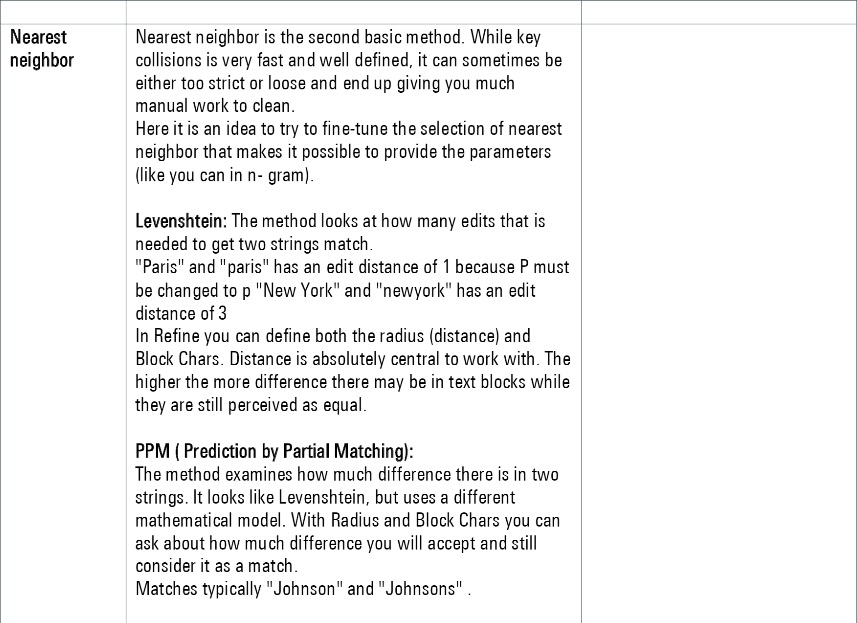 Nearest
neighbor
Nearest neighbor is the second basic method. While key
collisions is very fast and well defined, it can sometimes be
either too strict or loose and end up giving you much
manual work to clean.
Here it is an idea to try to fine-tune the selection of nearest
neighbor that makes it possible to provide the parameters
(like you can in n- gram).
Levenshtein: The method looks at how many edits that is
needed to get two strings match.
"Paris" and "paris" has an edit distance of 1 because P must
be changed to p "New York" and "newyork" has an edit
distance of 3
In Refine you can define both the radius (distance) and
Block Chars. Distance is absolutely central to work with. The
higher the more difference there may be in text blocks while
they are still perceived as equal.
PPM ( Prediction by Partial Matching):
The method examines how much difference there is in two
strings. It looks like Levenshtein, but uses a different
mathematical model. With Radius and Block Chars you can
ask about how much difference you will accept and still
consider it as a match.
Matches typically "Johnson" and "Johnsons" .